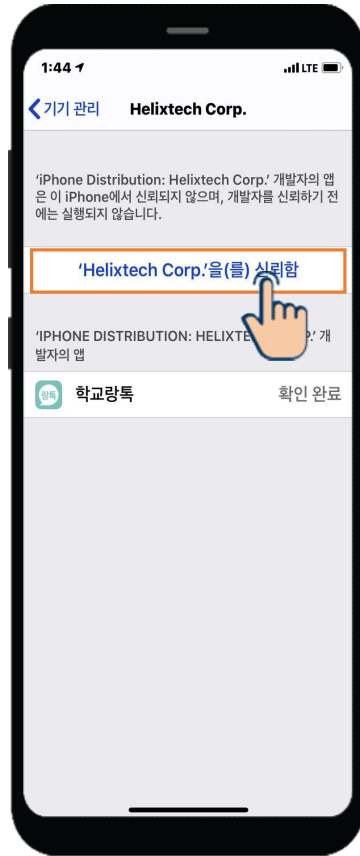 1:44
LTE
기기 관리 Helixtech Corp.
‘iPhone Distribution: Helixtech Corp.’ 개발자의 앱
은 이 iPhone에서 신뢰되지 않으며, 개발자를 신뢰하기 전
에는 실행되지 않습니다.
‘Helixtech Corp.’을(를) 신뢰함
‘IPHONE DISTRIBUTION: HELIXTE P.’ 개
발자의 앱
랑톡 학교랑톡 확인 완료